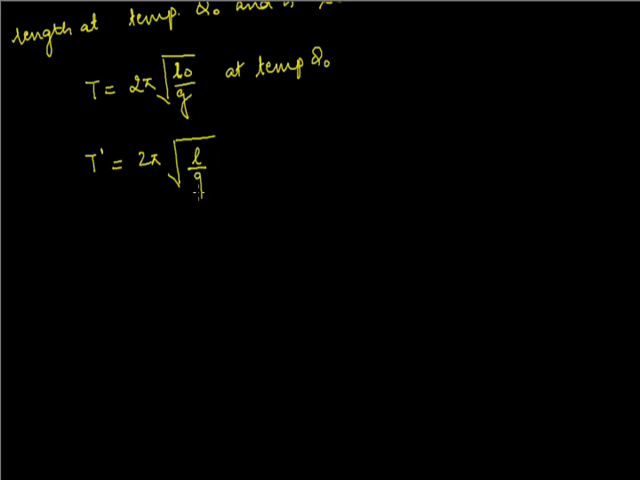 length at temp. θ₀ and
T = 2π √(l₀/g) at temp θ₀
T' = 2π √(l/g)